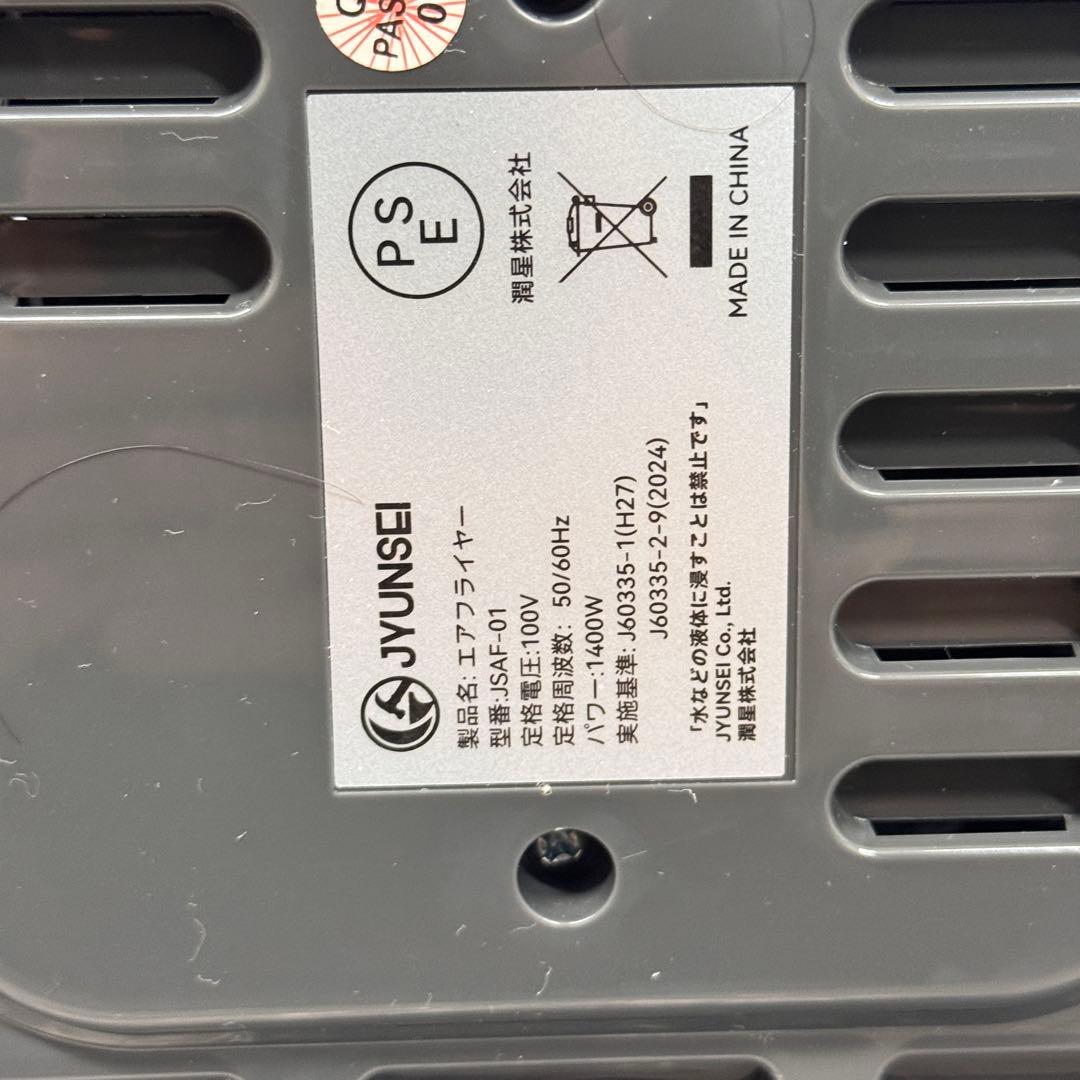 JYUNSEI
製品名: エアフライヤー
型番:JSAF-01
定格電圧:100V
定格周波数: 50/60Hz
パワー:1400W
実施基準: J60335-1(H27)
J60335-2-9(2024)
「水などの液体に浸すことは禁止です」
JYUNSEI Co., Ltd.
潤星株式会社
P S
E
潤星株式会社
MADE IN CHINA
PAS
0